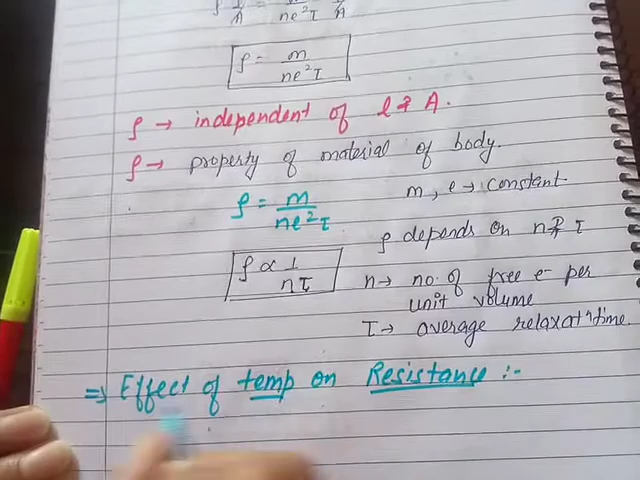 ρ = m / ne²τ
ρ → independent of l & A.
ρ → property of material of body.
ρ = m / ne²τ
m, e → constant
ρ depends on n & τ
ρ ∝ 1 / nτ
n → no. of free e⁻ per
unit volume
τ → average relaxatⁿ time.
⇒ Effect of temp on Resistance :-